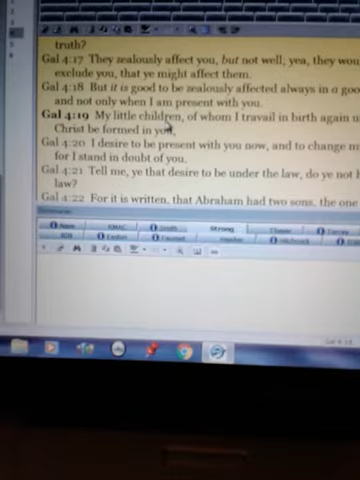 truth?
Gal 4:17 They zealously affect you, but not well; yea, they
exclude you, that ye might affect them.
Gal 4:18 But it is good to be zealously affected always in a
and not only when I am present with you.
Gal 4:19 My little children, of whom I travail in birth again
Christ be formed in you,
Gal 4:20 I desire to be present with you now, and to change
for I stand in doubt of you.
Gal 4:21 Tell me, ye that desire to be under the law, do ye not
law?
Gal 4:22 For it is written, that Abraham had two sons, the one
Strong